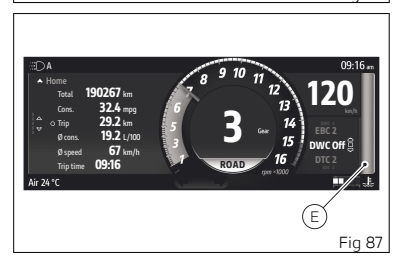 A
09:16 am
Home
Total 190267 km
Cons. 32.4 mpg
Trip 29.2 km
Ø cons. 19.2 L/100
Ø speed 67 km/h
Trip time 09:16
Air 24 °C
1 3 5 6 7 8 9 10 11 12 13 14 15 16
3 Gear
ROAD
rpm ×1000
120
km/h
EBC 2
DWC Off
DTC 2
E
Fig 87